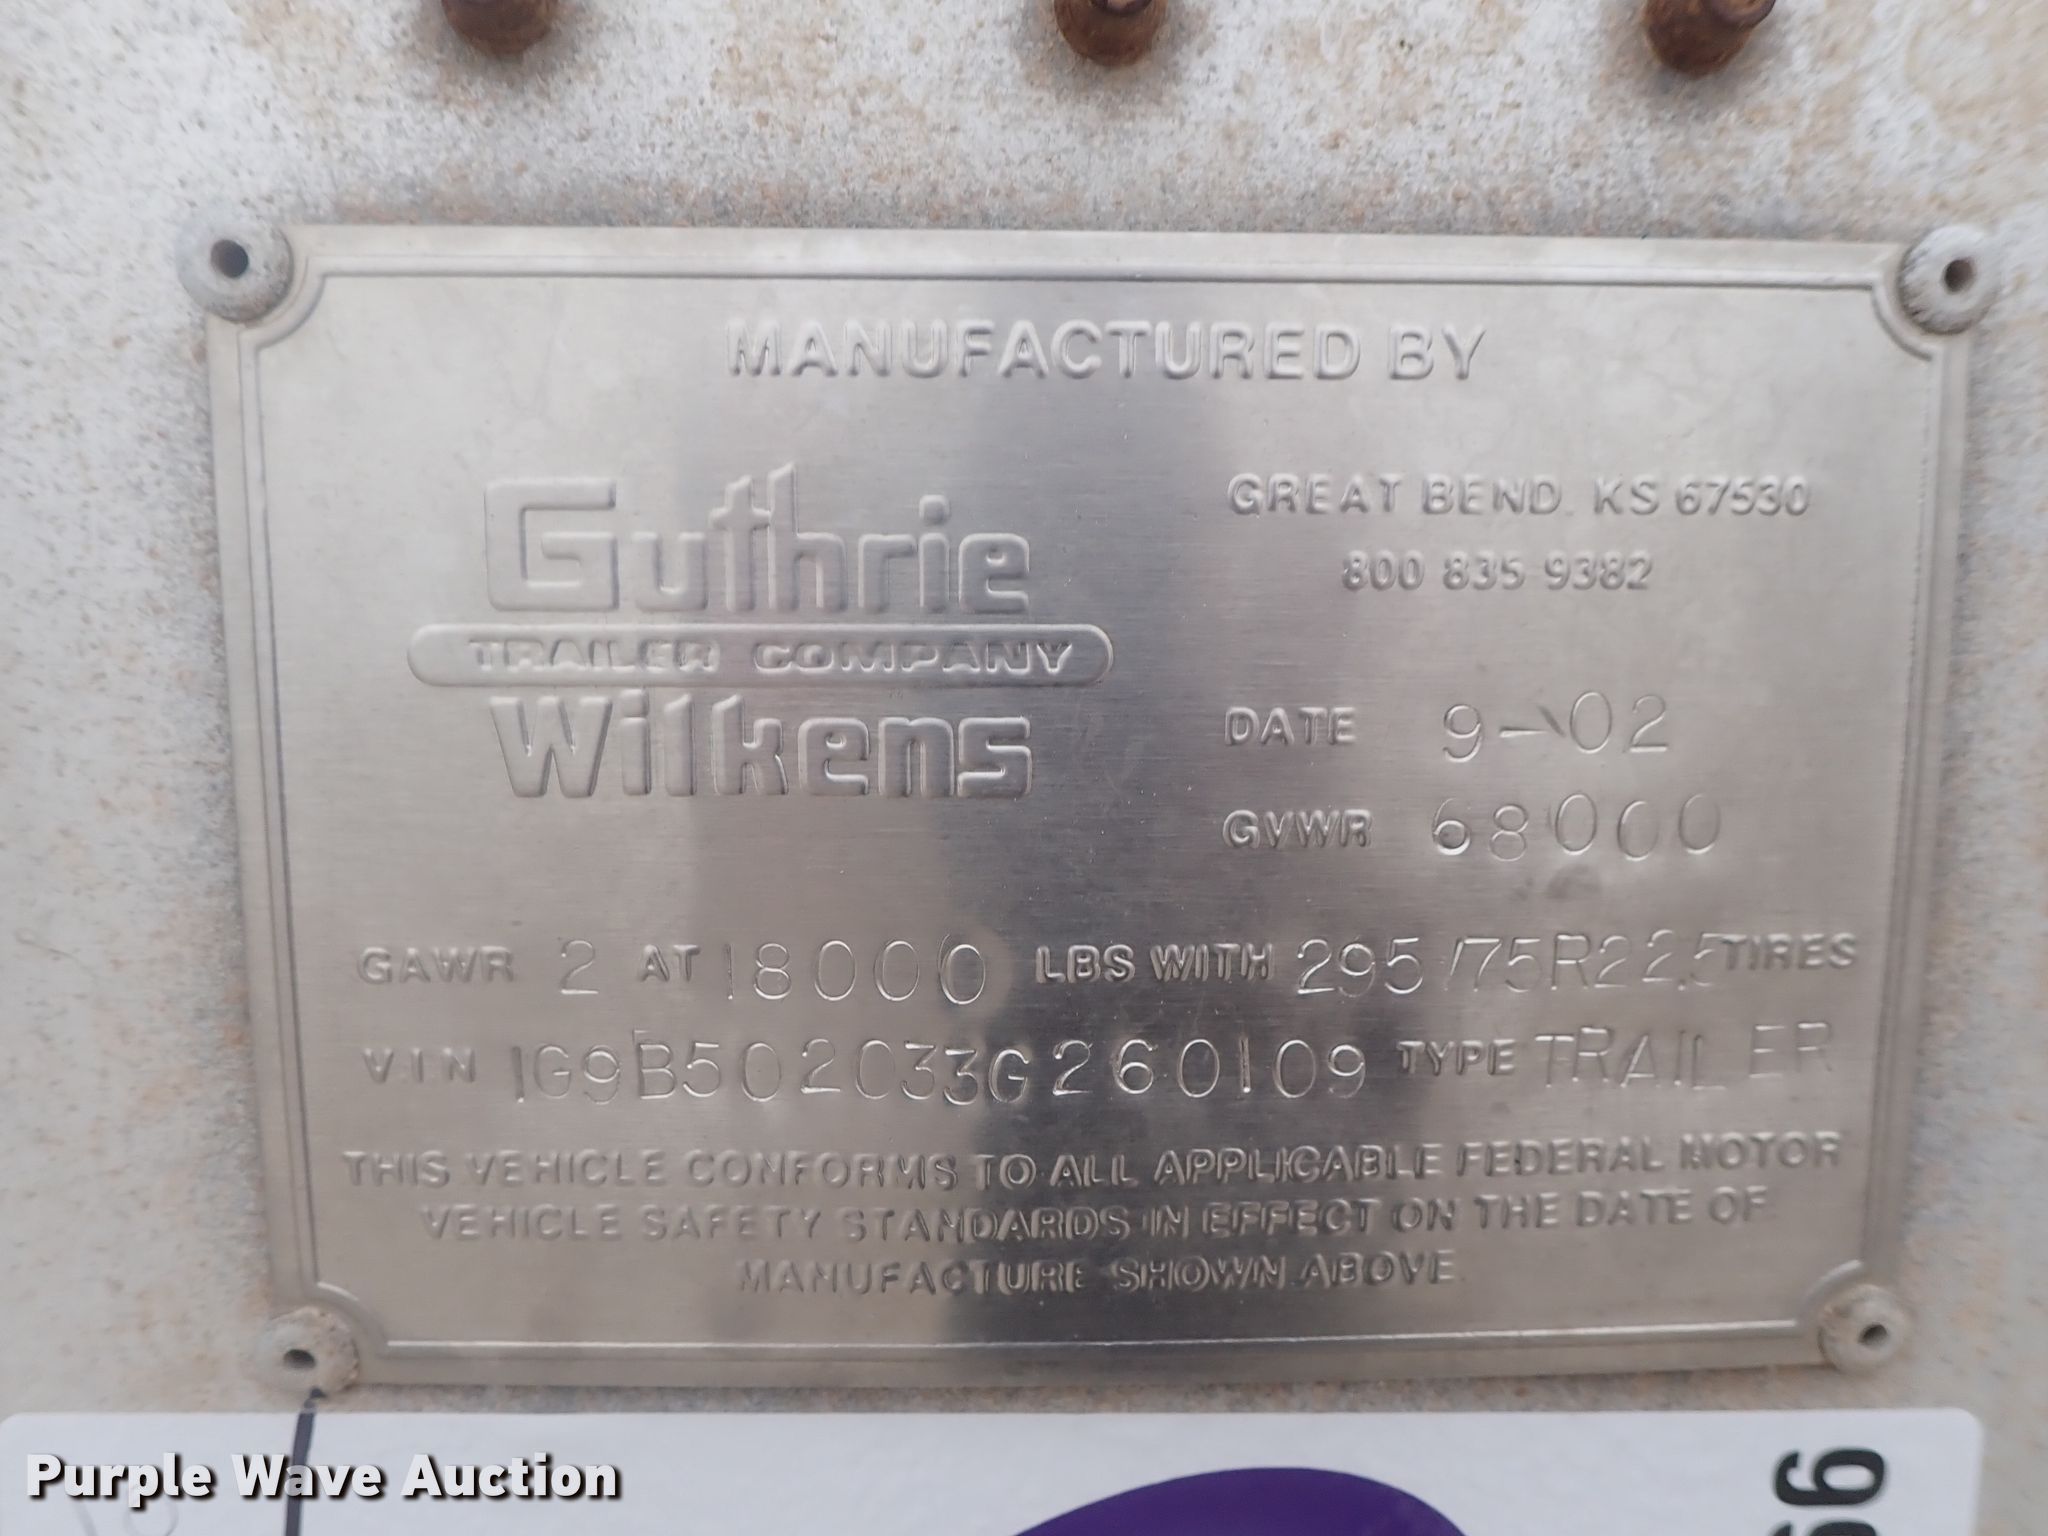 MANUFACTURED BY
Guthrie
TRAILER COMPANY
Wilkens
GREAT BEND, KS 67530
800 835 9382
DATE 9-02
GVWR 68000
GAWR 2 AT 18000 LBS WITH 295/75R22.5 TIRES
V.I.N 1G9B502033G260109 TYPE TRAILER
THIS VEHICLE CONFORMS TO ALL APPLICABLE FEDERAL MOTOR
VEHICLE SAFETY STANDARDS IN EFFECT ON THE DATE OF
MANUFACTURE SHOWN ABOVE.
Purple Wave Auction